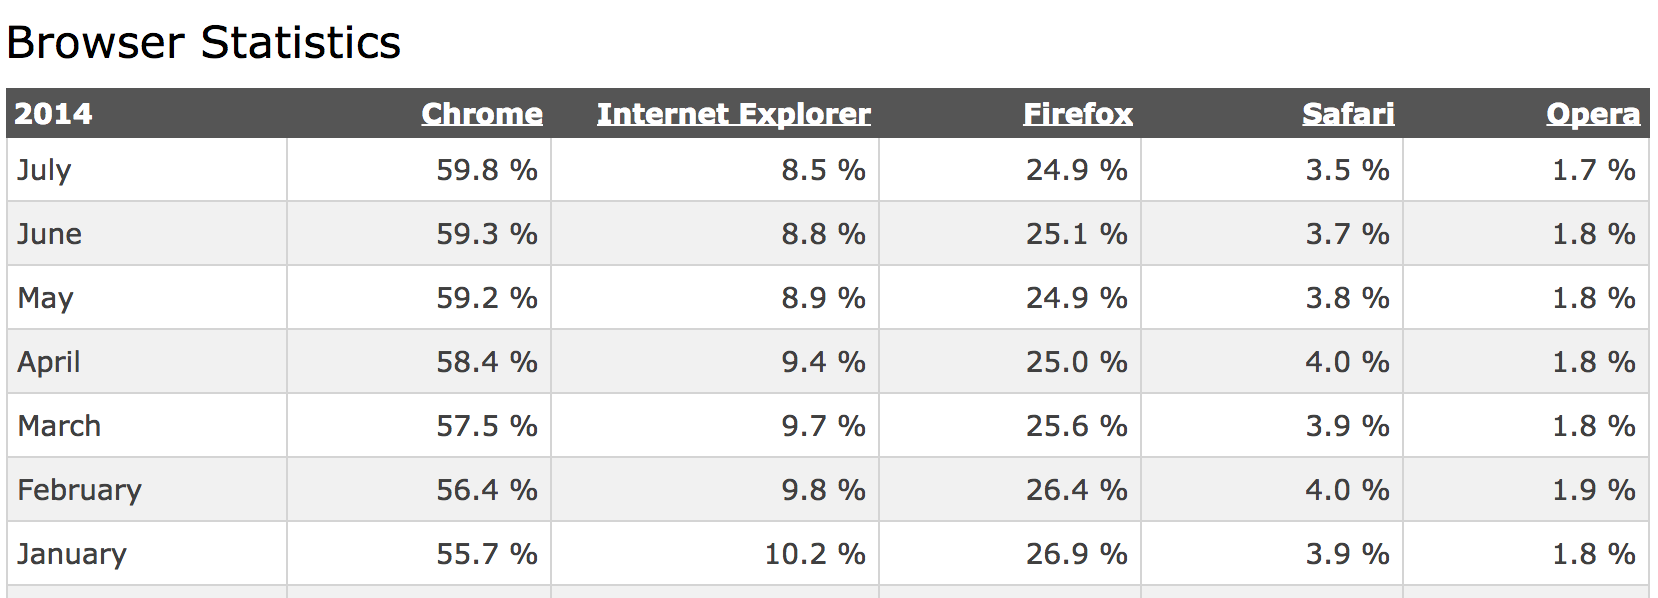 Browser Statistics
2014 Chrome Internet Explorer Firefox Safari Opera
July 59.8 % 8.5 % 24.9 % 3.5 % 1.7 %
June 59.3 % 8.8 % 25.1 % 3.7 % 1.8 %
May 59.2 % 8.9 % 24.9 % 3.8 % 1.8 %
April 58.4 % 9.4 % 25.0 % 4.0 % 1.8 %
March 57.5 % 9.7 % 25.6 % 3.9 % 1.8 %
February 56.4 % 9.8 % 26.4 % 4.0 % 1.9 %
January 55.7 % 10.2 % 26.9 % 3.9 % 1.8 %